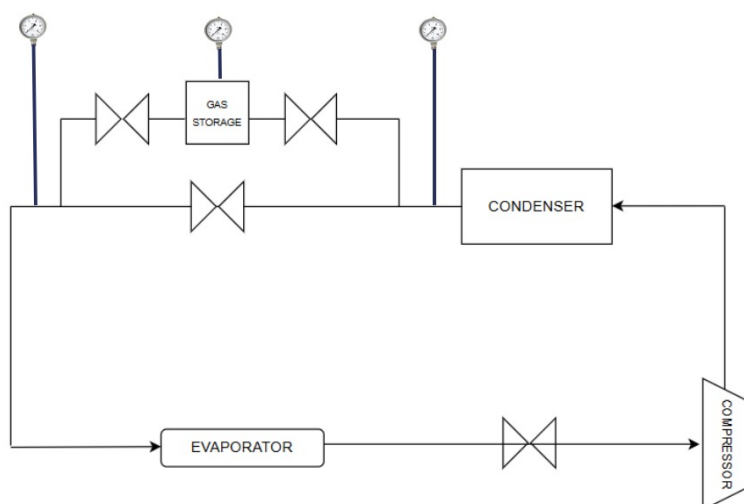 GAS
STORAGE
CONDENSER
EVAPORATOR
COMPRESSOR